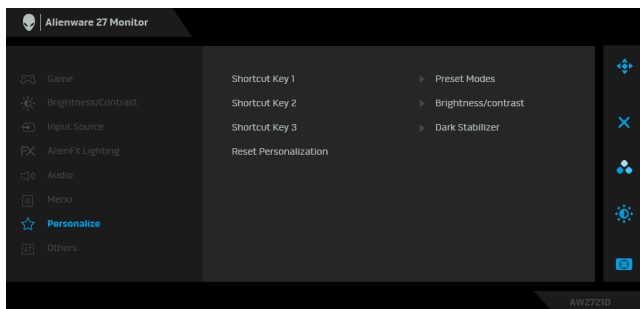 Alienware 27 Monitor
Game
Brightness/Contrast
Input Source
AlienFX Lighting
Audio
Menu
Personalize
Others
Shortcut Key 1 Preset Modes
Shortcut Key 2 Brightness/contrast
Shortcut Key 3 Dark Stabilizer
Reset Personalization
AW2721D